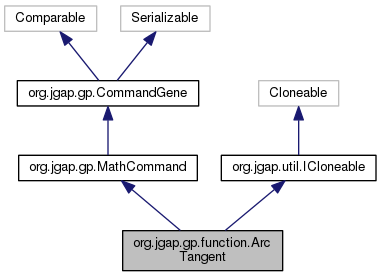 Comparable
Serializable
org.jgap.gp.CommandGene
Cloneable
org.jgap.gp.MathCommand
org.jgap.util.ICloneable
org.jgap.gp.function.Arc
Tangent